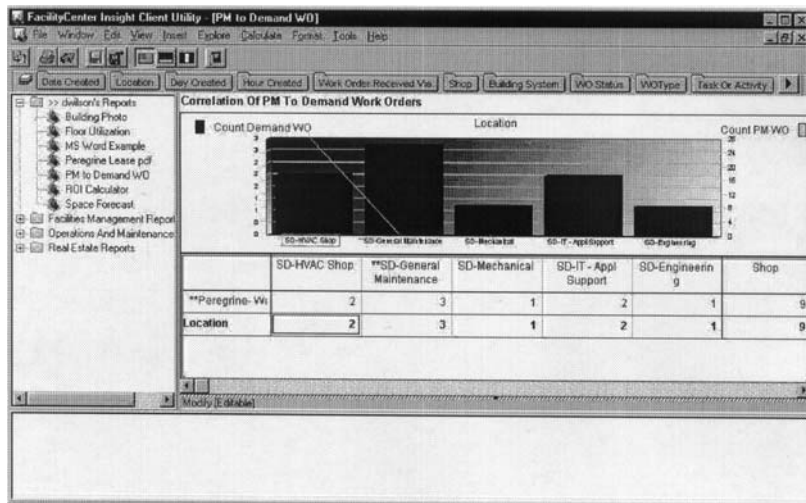 FacilityCenter Insight Client Utility - [PM to Demand WO]
File Window Edit View Insert Explore Calculate Format Tools Help
Date Created Location Day Created Hour Created Work Order Received Via Shop Building System WO Status WOType Task Or Activity
>> dwilson's Reports
Building Photo
Floor Utilization
MS Word Example
Peregrine Lease pdf
PM to Demand WO
ROI Calculator
Space Forecast
Facilities Management Report
Operations And Maintenance
Real Estate Reports
Correlation Of PM To Demand Work Orders
Count Demand WO Location Count PM WO
SD-HVAC Shop **SD-General Maintenance SD-Mechanical SD-IT - Appl Support SD-Engineering
SD-HVAC Shop **SD-General SD-Mechanical SD-IT - Appl SD-Engineerin Shop
Maintenance Support g
**Peregrine- Wo 2 3 1 2 1 9
Location 2 3 1 2 1 9
Modify [Editable]